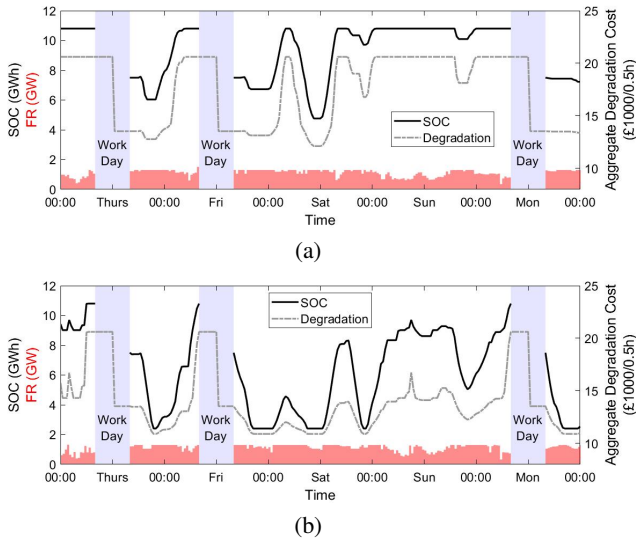 12
10
8
6
4
2
0
SOC (GWh)
FR (GW)
25
20
15
10
Aggregate Degradation Cost
(£1000/0.5h)
SOC
Degradation
Work
Day
Work
Day
Work
Day
00:00 Thurs 00:00 Fri 00:00 Sat 00:00 Sun 00:00 Mon 00:00
Time
(a)
12
10
8
6
4
2
0
SOC (GWh)
FR (GW)
25
20
15
10
Aggregate Degradation Cost
(£1000/0.5h)
SOC
Degradation
Work
Day
Work
Day
Work
Day
00:00 Thurs 00:00 Fri 00:00 Sat 00:00 Sun 00:00 Mon 00:00
Time
(b)